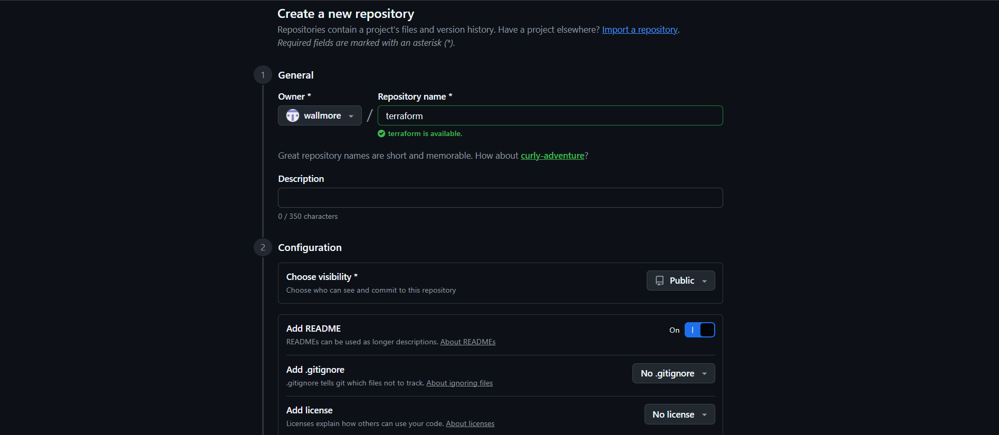 Create a new repository
Repositories contain a project's files and version history. Have a project elsewhere? Import a repository.
Required fields are marked with an asterisk (*).
1 General
Owner * Repository name *
wallmore / terraform
terraform is available.
Great repository names are short and memorable. How about curly-adventure?
Description
0 / 350 characters
2 Configuration
Choose visibility *
Public
Choose who can see and commit to this repository
Add README
On
READMEs can be used as longer descriptions. About READMEs
Add .gitignore
No .gitignore
.gitignore tells git which files not to track. About ignoring files
Add license
No license
Licenses explain how others can use your code. About licenses